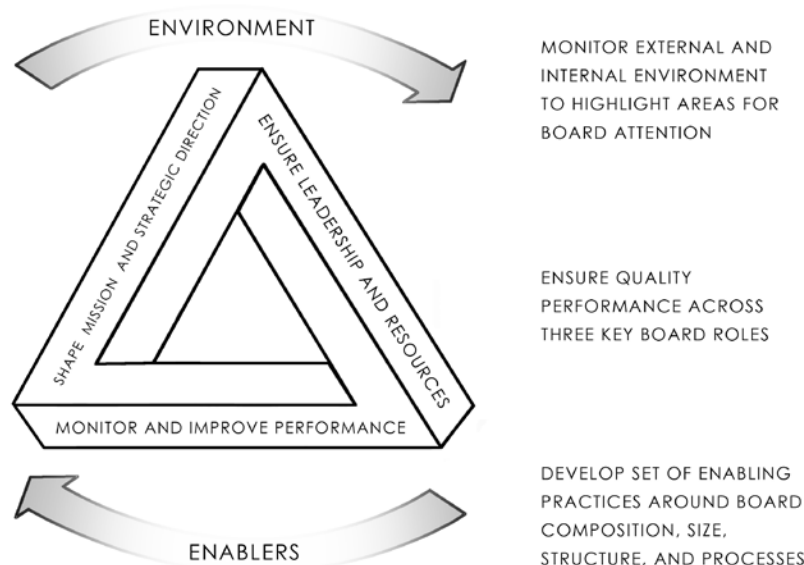 ENVIRONMENT
MONITOR EXTERNAL AND
INTERNAL ENVIRONMENT
TO HIGHLIGHT AREAS FOR
BOARD ATTENTION
SHAPE MISSION AND STRATEGIC DIRECTION
ENSURE LEADERSHIP AND RESOURCES
MONITOR AND IMPROVE PERFORMANCE
ENSURE QUALITY
PERFORMANCE ACROSS
THREE KEY BOARD ROLES
ENABLERS
DEVELOP SET OF ENABLING
PRACTICES AROUND BOARD
COMPOSITION, SIZE,
STRUCTURE, AND PROCESSES